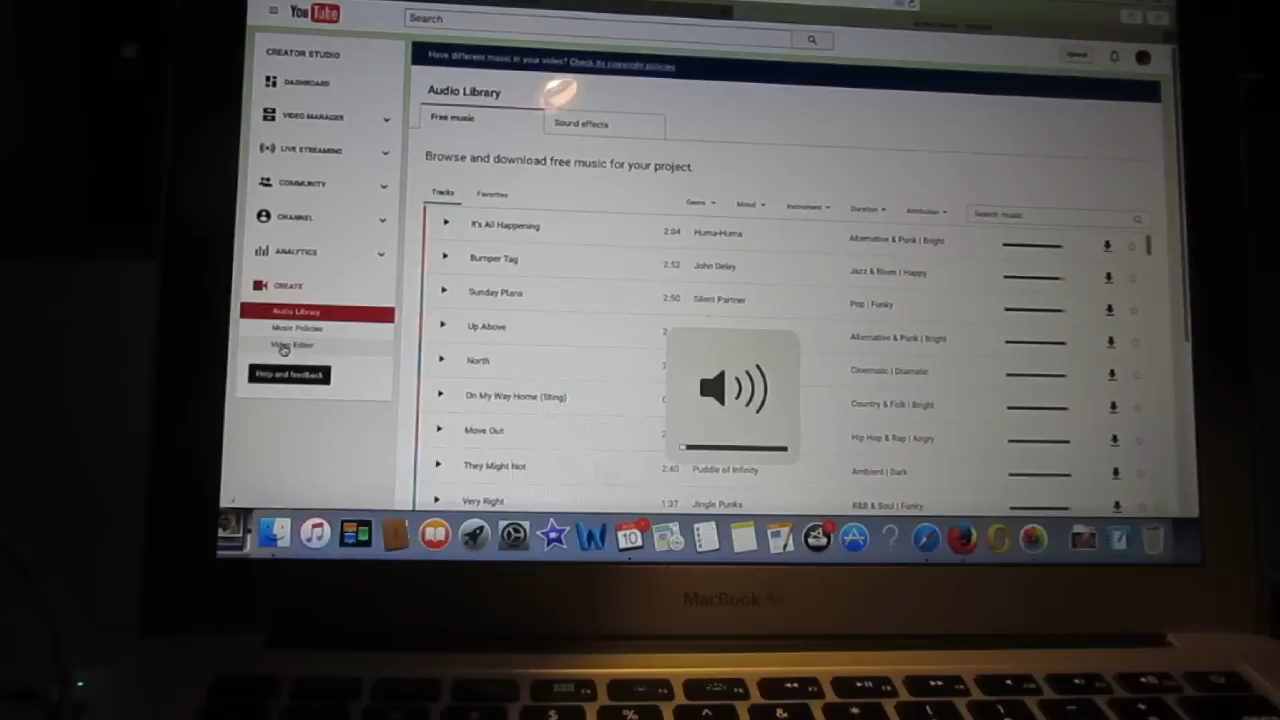 YouTube
Search
CREATOR STUDIO
DASHBOARD
VIDEO MANAGER
LIVE STREAMING
COMMUNITY
CHANNEL
ANALYTICS
CREATE
Audio Library
Music Policies
Video Editor
Help and feedback
Have different music in your video? Check its copyright policies
Upload
Audio Library
Free music
Sound effects
Browse and download free music for your project.
Tracks Favorites Genre Mood Instrument Duration Attribution Search music
It's All Happening 2:04 Huma-Huma Alternative & Punk | Bright
Bumper Tag 2:53 John Deley Jazz & Blues | Happy
Sunday Plans 2:50 Silent Partner Pop | Funky
Up Above 2 Alternative & Punk | Bright
North Cinematic | Dramatic
On My Way Home (Sting) Country & Folk | Bright
Move Out 2 Hip Hop & Rap | Angry
They Might Not 2:40 Puddle of Infinity Ambient | Dark
Very Right 1:37 Jingle Punks R&B & Soul | Funky
10
MacBook Air
$ % ^ & * ( ) _ +